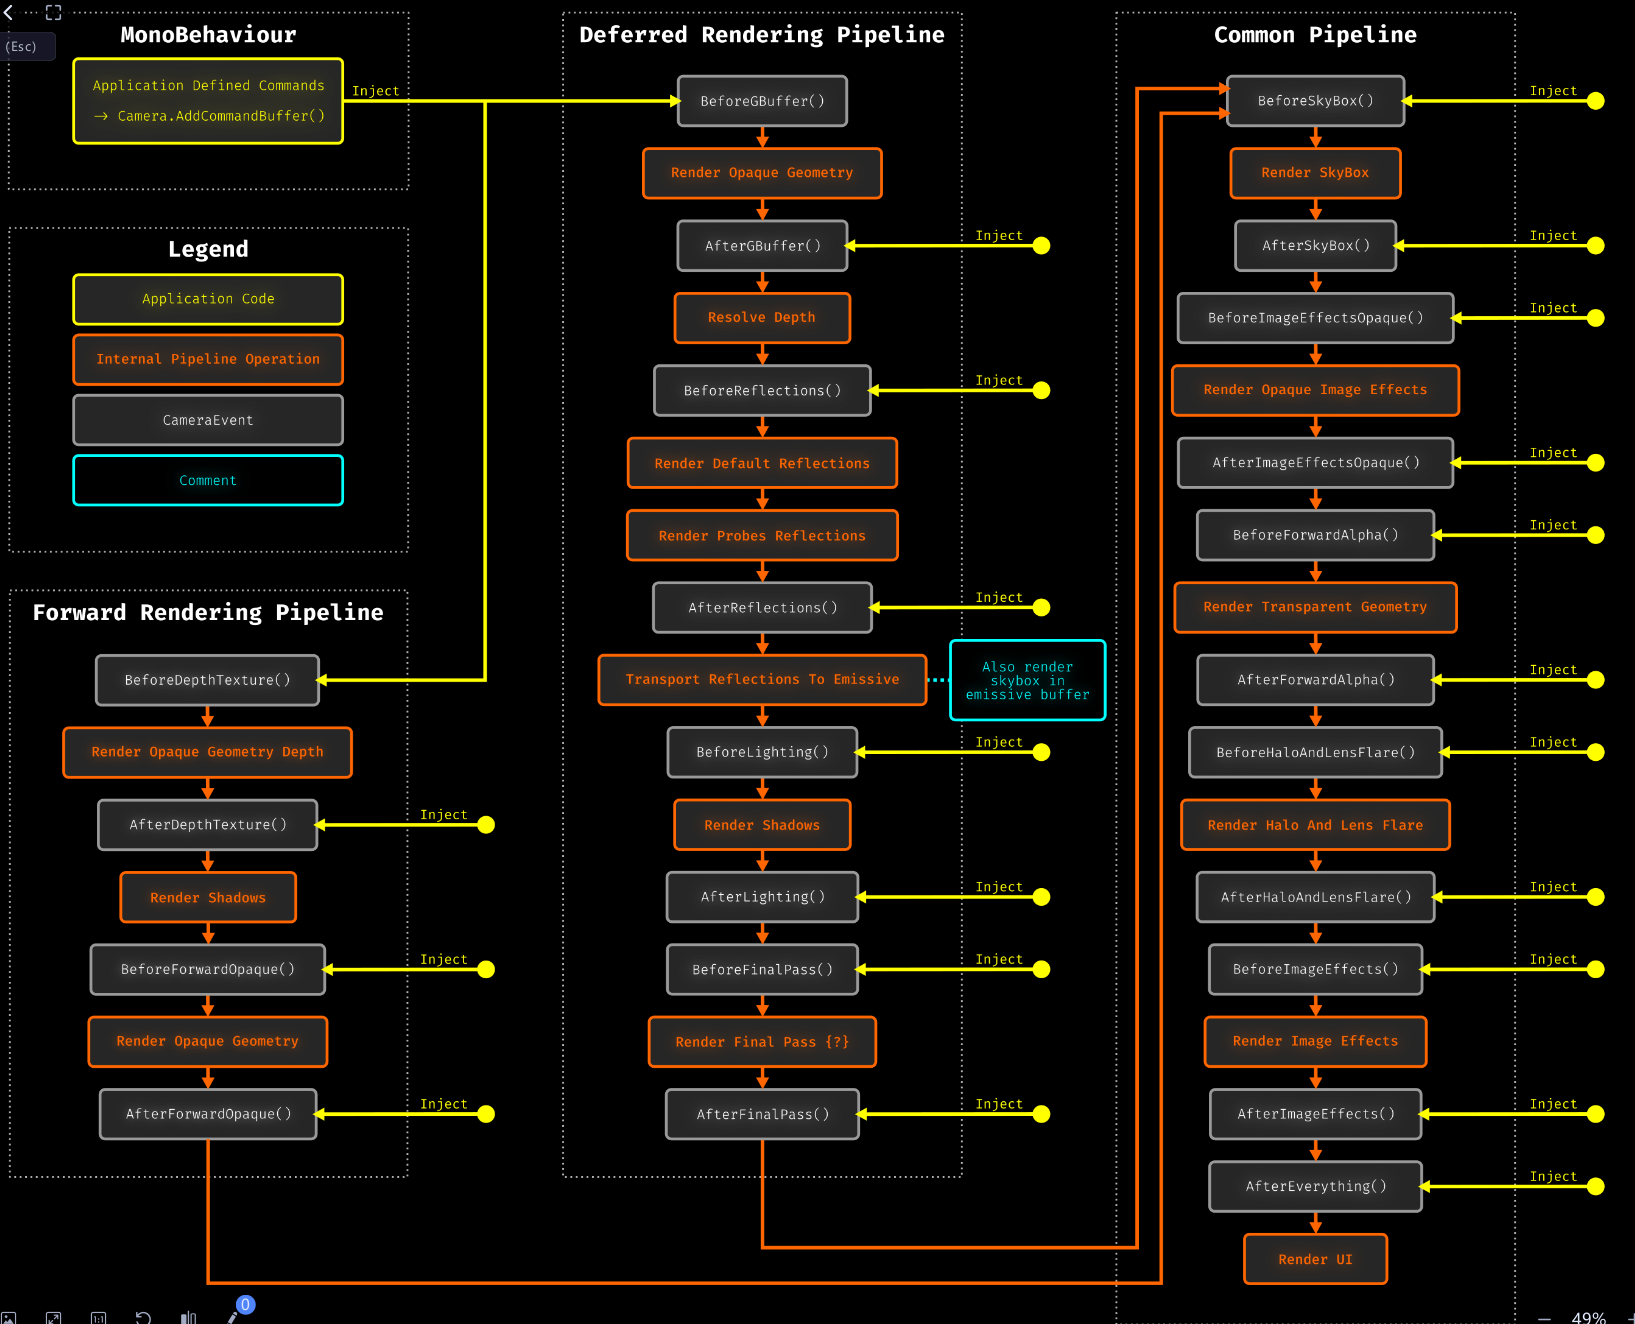 (Esc)
MonoBehaviour
Application Defined Commands
→ Camera.AddCommandBuffer()
Inject
Legend
Application Code
Internal Pipeline Operation
CameraEvent
Comment
Forward Rendering Pipeline
BeforeDepthTexture()
Render Opaque Geometry Depth
AfterDepthTexture()
Inject
Render Shadows
BeforeForwardOpaque()
Inject
Render Opaque Geometry
AfterForwardOpaque()
Inject
Deferred Rendering Pipeline
BeforeGBuffer()
Render Opaque Geometry
AfterGBuffer()
Inject
Resolve Depth
BeforeReflections()
Inject
Render Default Reflections
Render Probes Reflections
AfterReflections()
Inject
Transport Reflections To Emissive
Also render
skybox in
emissive buffer
BeforeLighting()
Inject
Render Shadows
AfterLighting()
Inject
BeforeFinalPass()
Inject
Render Final Pass {?}
AfterFinalPass()
Inject
Common Pipeline
BeforeSkyBox()
Inject
Render SkyBox
AfterSkyBox()
Inject
BeforeImageEffectsOpaque()
Inject
Render Opaque Image Effects
AfterImageEffectsOpaque()
Inject
BeforeForwardAlpha()
Inject
Render Transparent Geometry
AfterForwardAlpha()
Inject
BeforeHaloAndLensFlare()
Inject
Render Halo And Lens Flare
AfterHaloAndLensFlare()
Inject
BeforeImageEffects()
Inject
Render Image Effects
AfterImageEffects()
Inject
AfterEverything()
Inject
Render UI
1:1
0
49%